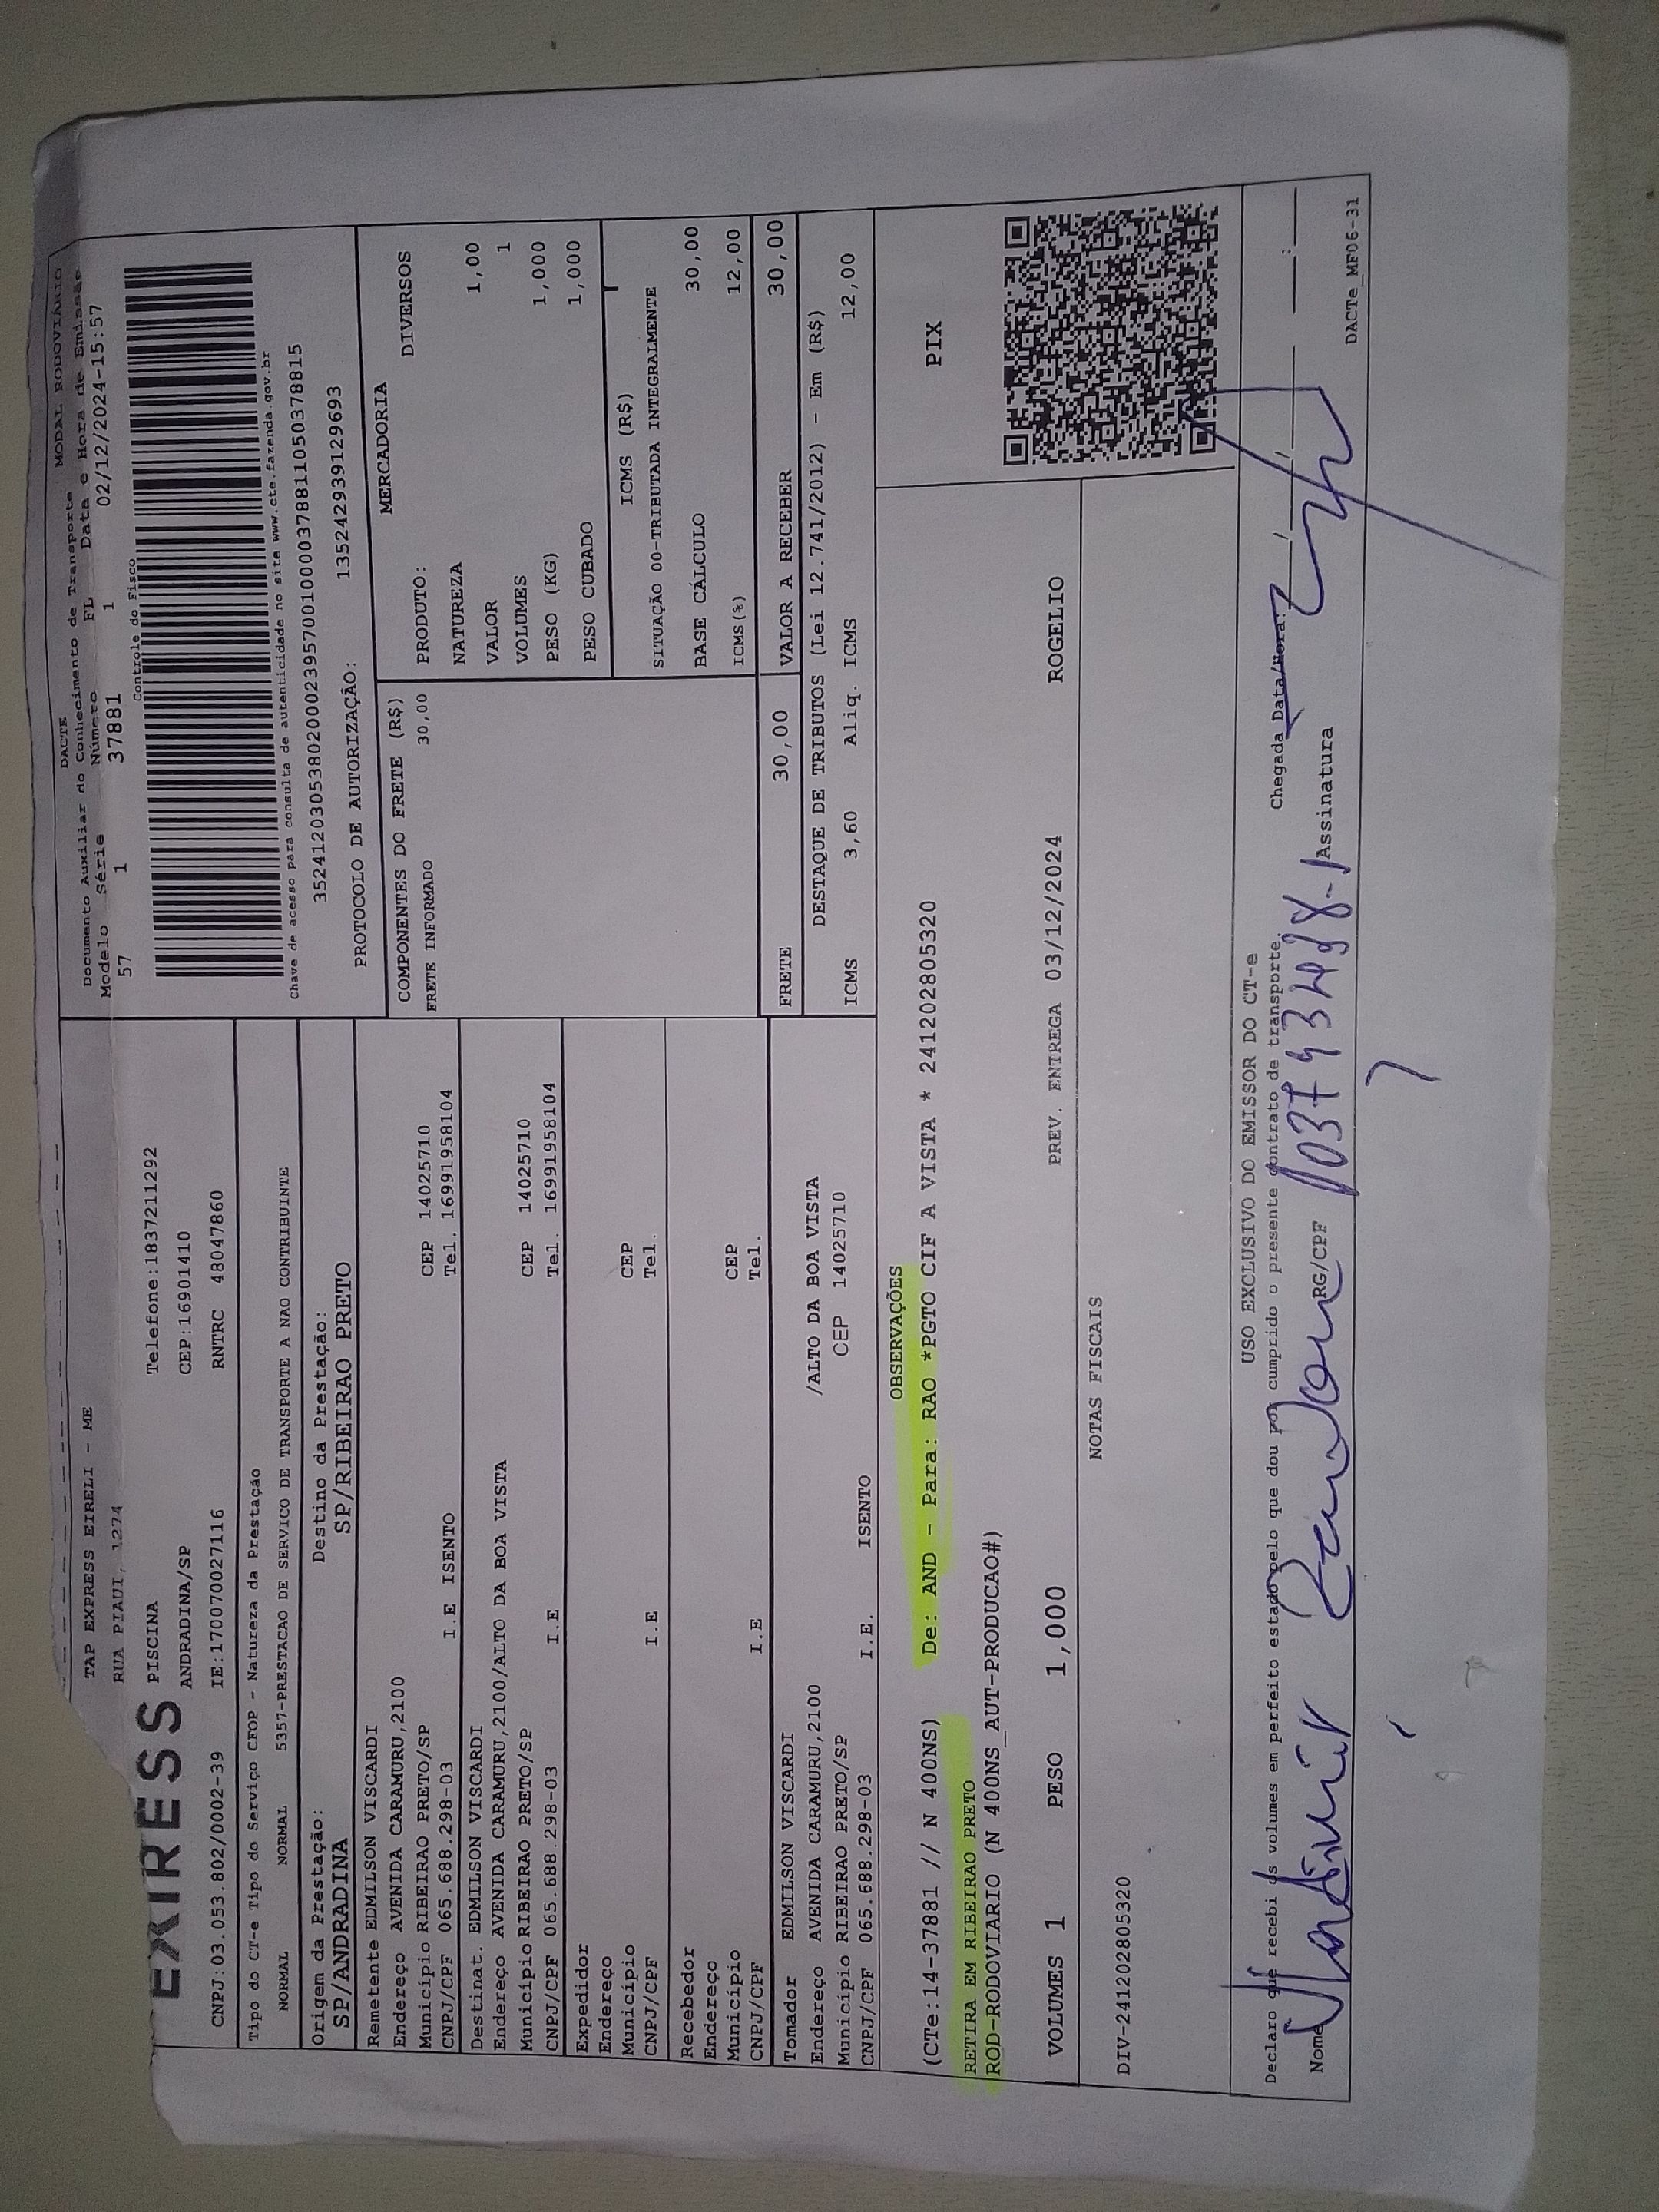 DACTE
MODAL RODOVIÁRIO
Documento Auxiliar do Conhecimento de Transporte
Modelo Série Número FL Data e Hora de Emissão
57 1 37881 1 02/12/2024-15:57
Controle do Fisco
Chave de acesso para consulta de autenticidade no site www.cte.fazenda.gov.br
35241203053802000239570010000378811050378815
PROTOCOLO DE AUTORIZAÇÃO: 135242939129693
EXPRESS
TAP EXPRESS EIRELI - ME
RUA PIAUI, 1274
PISCINA Telefone:1837211292
ANDRADINA/SP CEP:16901410
CNPJ:03.053.802/0002-39 IE:170070027116 RNTRC 48047860
Tipo do CT-e Tipo do Serviço CFOP - Natureza da Prestação
NORMAL NORMAL 5357-PRESTACAO DE SERVICO DE TRANSPORTE A NAO CONTRIBUINTE
Origem da Prestação: Destino da Prestação:
SP/ANDRADINA SP/RIBEIRAO PRETO
Remetente EDMILSON VISCARDI
Endereço AVENIDA CARAMURU,2100
Município RIBEIRAO PRETO/SP CEP 14025710
CNPJ/CPF 065.688.298-03 I.E ISENTO Tel. 16991958104
Destinat. EDMILSON VISCARDI
Endereço AVENIDA CARAMURU,2100/ALTO DA BOA VISTA
Município RIBEIRAO PRETO/SP CEP 14025710
CNPJ/CPF 065.688.298-03 I.E Tel. 16991958104
Expedidor
Endereço
Município CEP
CNPJ/CPF I.E Tel.
Recebedor
Endereço
Município CEP
CNPJ/CPF I.E Tel.
Tomador EDMILSON VISCARDI
Endereço AVENIDA CARAMURU,2100 /ALTO DA BOA VISTA
Município RIBEIRAO PRETO/SP CEP 14025710
CNPJ/CPF 065.688.298-03 I.E. ISENTO
COMPONENTES DO FRETE (R$)
FRETE INFORMADO 30,00
MERCADORIA
PRODUTO: DIVERSOS
NATUREZA
VALOR 1,00
VOLUMES 1
PESO (KG) 1,000
PESO CUBADO 1,000
ICMS (R$)
SITUAÇÃO 00-TRIBUTADA INTEGRALMENTE
BASE CÁLCULO 30,00
ICMS(%) 12,00
FRETE 30,00 VALOR A RECEBER 30,00
DESTAQUE DE TRIBUTOS (Lei 12.741/2012) - Em (R$)
ICMS 3,60 Aliq. ICMS 12,00
OBSERVAÇÕES
(CTe:14-37881 // N 400NS) De: AND - Para: RAO *PGTO CIF A VISTA * 241202805320
RETIRA EM RIBEIRAO PRETO
ROD-RODOVIARIO (N 400NS_AUT-PRODUCAO#)
VOLUMES 1 PESO 1,000 PREV. ENTREGA 03/12/2024 ROGELIO
PIX
NOTAS FISCAIS
DIV-241202805320
USO EXCLUSIVO DO EMISSOR DO CT-e
Declaro que recebi os volumes em perfeito estado pelo que dou por cumprido o presente contrato de transporte.
Chegada Data/Hora:
Nome RG/CPF Assinatura
DACTe_MF06-31